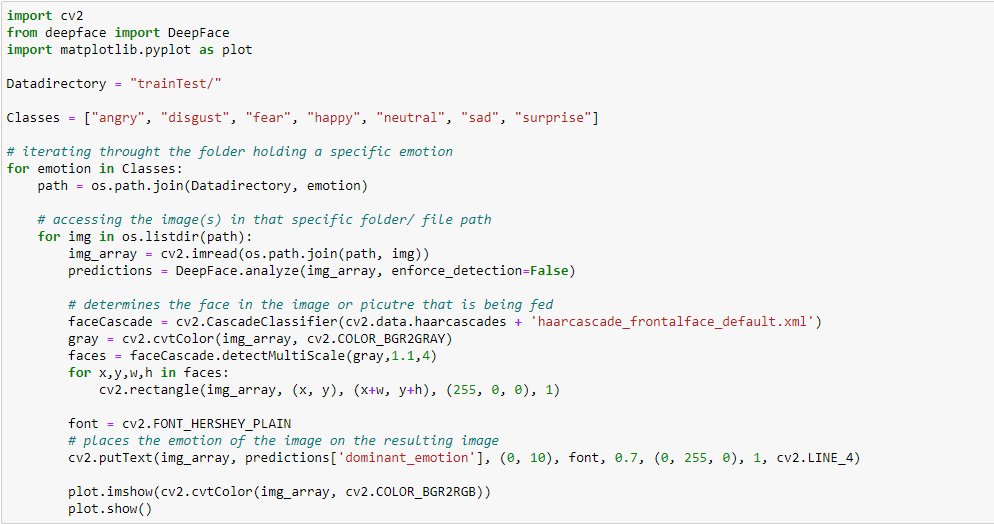 import cv2
from deepface import DeepFace
import matplotlib.pyplot as plot

Datadirectory = "trainTest/"

Classes = ["angry", "disgust", "fear", "happy", "neutral", "sad", "surprise"]

# iterating throught the folder holding a specific emotion
for emotion in Classes:
    path = os.path.join(Datadirectory, emotion)

    # accessing the image(s) in that specific folder/ file path
    for img in os.listdir(path):
        img_array = cv2.imread(os.path.join(path, img))
        predictions = DeepFace.analyze(img_array, enforce_detection=False)

        # determines the face in the image or picutre that is being fed
        faceCascade = cv2.CascadeClassifier(cv2.data.haarcascades + 'haarcascade_frontalface_default.xml')
        gray = cv2.cvtColor(img_array, cv2.COLOR_BGR2GRAY)
        faces = faceCascade.detectMultiScale(gray,1.1,4)
        for x,y,w,h in faces:
            cv2.rectangle(img_array, (x, y), (x+w, y+h), (255, 0, 0), 1)

        font = cv2.FONT_HERSHEY_PLAIN
        # places the emotion of the image on the resulting image
        cv2.putText(img_array, predictions['dominant_emotion'], (0, 10), font, 0.7, (0, 255, 0), 1, cv2.LINE_4)

        plot.imshow(cv2.cvtColor(img_array, cv2.COLOR_BGR2RGB))
        plot.show()